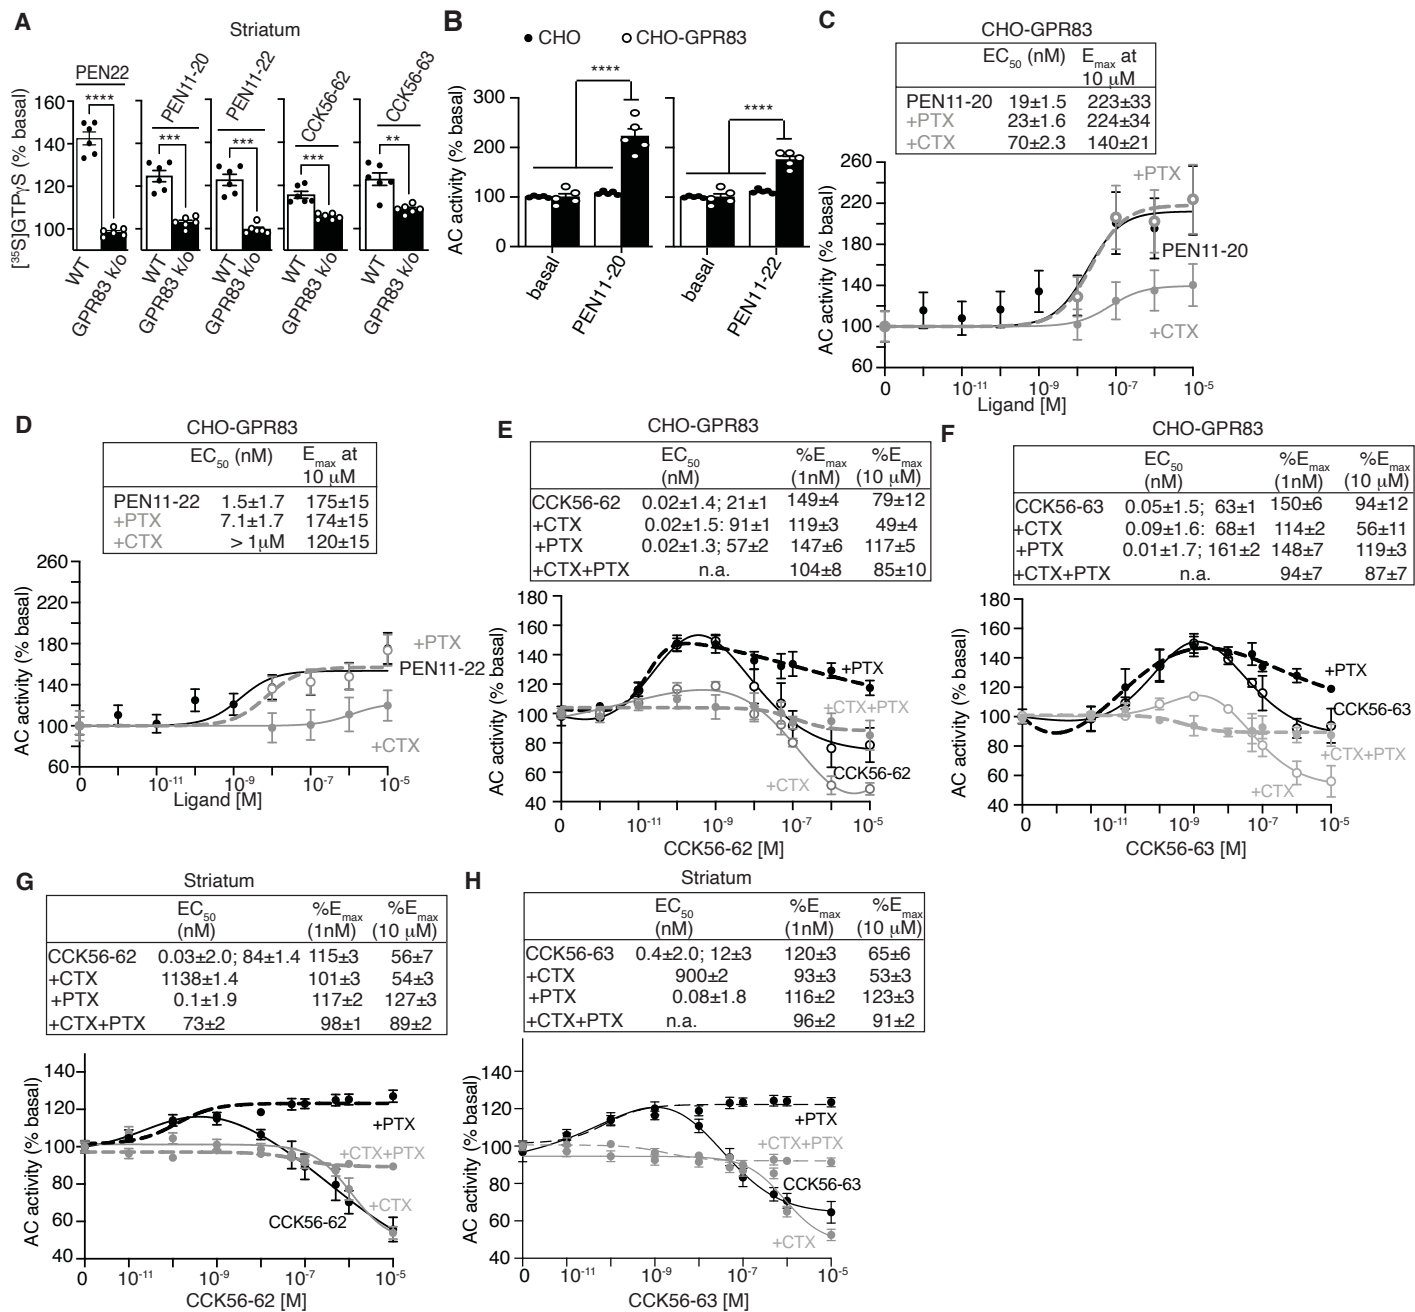 A
Striatum
PEN22
PEN11-20
PEN11-22
CCK56-62
CCK56-63
****
***
***
***
**
[³⁵S]GTPγS (% basal)
160
140
120
100
WT
GPR83 k/o
WT
GPR83 k/o
WT
GPR83 k/o
WT
GPR83 k/o
WT
GPR83 k/o
B
CHO
CHO-GPR83
****
****
AC activity (% basal)
300
200
100
0
basal
PEN11-20
basal
PEN11-22
C
CHO-GPR83
EC₅₀ (nM) Eₘₐₓ at 10 μM
PEN11-20 19±1.5 223±33
+PTX 23±1.6 224±34
+CTX 70±2.3 140±21
AC activity (% basal)
260
220
180
140
100
60
+PTX
PEN11-20
+CTX
0 10⁻¹¹ 10⁻⁹ 10⁻⁷ 10⁻⁵
Ligand [M]
D
CHO-GPR83
EC₅₀ (nM) Eₘₐₓ at 10 μM
PEN11-22 1.5±1.7 175±15
+PTX 7.1±1.7 174±15
+CTX > 1μM 120±15
AC activity (% basal)
260
220
180
140
100
60
+PTX
PEN11-22
+CTX
0 10⁻¹¹ 10⁻⁹ 10⁻⁷ 10⁻⁵
Ligand [M]
E
CHO-GPR83
EC₅₀ (nM) %Eₘₐₓ (1nM) %Eₘₐₓ (10 μM)
CCK56-62 0.02±1.4; 21±1 149±4 79±12
+CTX 0.02±1.5: 91±1 119±3 49±4
+PTX 0.02±1.3; 57±2 147±6 117±5
+CTX+PTX n.a. 104±8 85±10
AC activity (% basal)
180
160
140
120
100
80
60
40
+PTX
+CTX+PTX
CCK56-62
+CTX
0 10⁻¹¹ 10⁻⁹ 10⁻⁷ 10⁻⁵
CCK56-62 [M]
F
CHO-GPR83
EC₅₀ (nM) %Eₘₐₓ (1nM) %Eₘₐₓ (10 μM)
CCK56-63 0.05±1.5; 63±1 150±6 94±12
+CTX 0.09±1.6: 68±1 114±2 56±11
+PTX 0.01±1.7; 161±2 148±7 119±3
+CTX+PTX n.a. 94±7 87±7
AC activity (% basal)
180
160
140
120
100
80
60
40
+PTX
CCK56-63
+CTX+PTX
+CTX
0 10⁻¹¹ 10⁻⁹ 10⁻⁷ 10⁻⁵
CCK56-63 [M]
G
Striatum
EC₅₀ (nM) %Eₘₐₓ (1nM) %Eₘₐₓ (10 μM)
CCK56-62 0.03±2.0; 84±1.4 115±3 56±7
+CTX 1138±1.4 101±3 54±3
+PTX 0.1±1.9 117±2 127±3
+CTX+PTX 73±2 98±1 89±2
AC activity (% basal)
140
120
100
80
60
40
+PTX
+CTX+PTX
+CTX
CCK56-62
0 10⁻¹¹ 10⁻⁹ 10⁻⁷ 10⁻⁵
CCK56-62 [M]
H
Striatum
EC₅₀ (nM) %Eₘₐₓ (1nM) %Eₘₐₓ (10 μM)
CCK56-63 0.4±2.0; 12±3 120±3 65±6
+CTX 900±2 93±3 53±3
+PTX 0.08±1.8 116±2 123±3
+CTX+PTX n.a. 96±2 91±2
AC activity (% basal)
140
120
100
80
60
40
+PTX
+CTX+PTX
CCK56-63
+CTX
0 10⁻¹¹ 10⁻⁹ 10⁻⁷ 10⁻⁵
CCK56-63 [M]